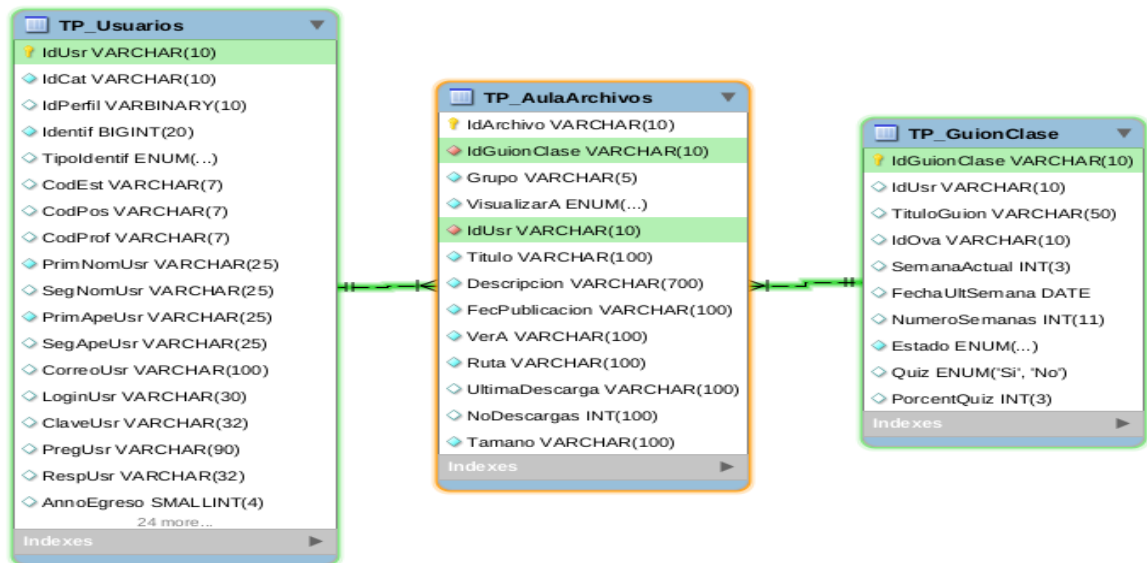 TP_Usuarios
IdUsr VARCHAR(10)
IdCat VARCHAR(10)
IdPerfil VARBINARY(10)
Identif BIGINT(20)
TipoIdentif ENUM(...)
CodEst VARCHAR(7)
CodPos VARCHAR(7)
CodProf VARCHAR(7)
PrimNomUsr VARCHAR(25)
SegNomUsr VARCHAR(25)
PrimApeUsr VARCHAR(25)
SegApeUsr VARCHAR(25)
CorreoUsr VARCHAR(100)
LoginUsr VARCHAR(30)
ClaveUsr VARCHAR(32)
PregUsr VARCHAR(90)
RespUsr VARCHAR(32)
AnnoEgreso SMALLINT(4)
24 more...
Indexes
TP_AulaArchivos
IdArchivo VARCHAR(10)
IdGuionClase VARCHAR(10)
Grupo VARCHAR(5)
VisualizarA ENUM(...)
IdUsr VARCHAR(10)
Titulo VARCHAR(100)
Descripcion VARCHAR(700)
FecPublicacion VARCHAR(100)
VerA VARCHAR(100)
Ruta VARCHAR(100)
UltimaDescarga VARCHAR(100)
NoDescargas INT(100)
Tamano VARCHAR(100)
Indexes
TP_GuionClase
IdGuionClase VARCHAR(10)
IdUsr VARCHAR(10)
TituloGuion VARCHAR(50)
IdOva VARCHAR(10)
SemanaActual INT(3)
FechaUltSemana DATE
NumeroSemanas INT(11)
Estado ENUM(...)
Quiz ENUM('Si', 'No')
PorcentQuiz INT(3)
Indexes